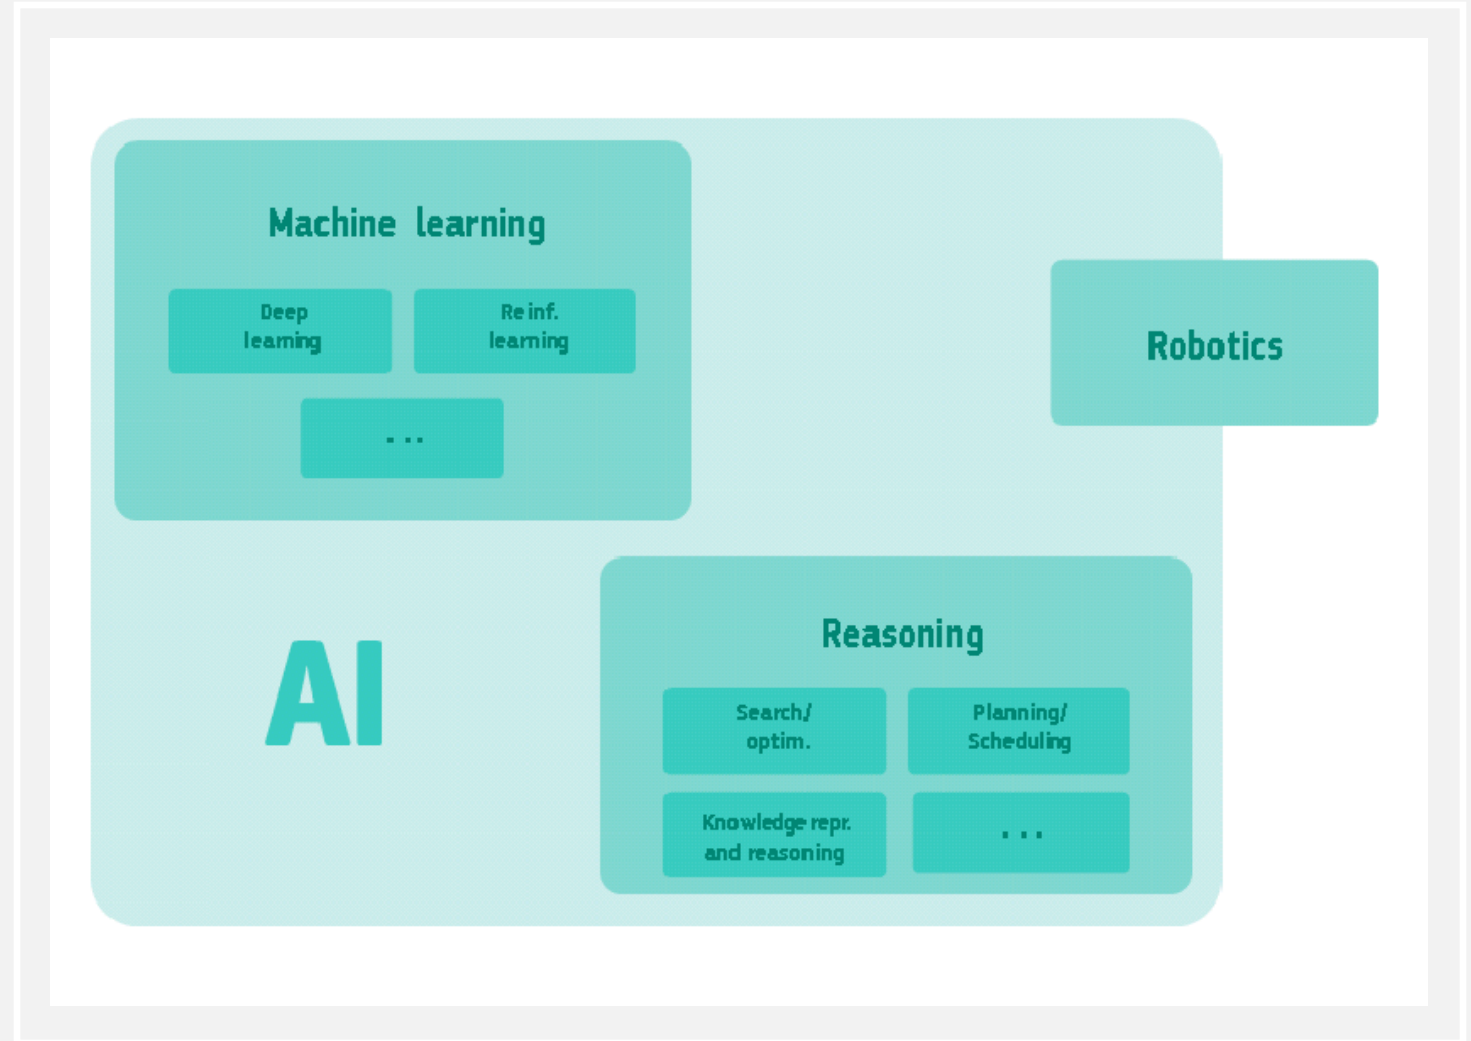 Machine learning
Deep
learning
Reinf.
learning
...
Robotics
AI
Reasoning
Search/
optim.
Planning/
Scheduling
Knowledge repr.
and reasoning
...